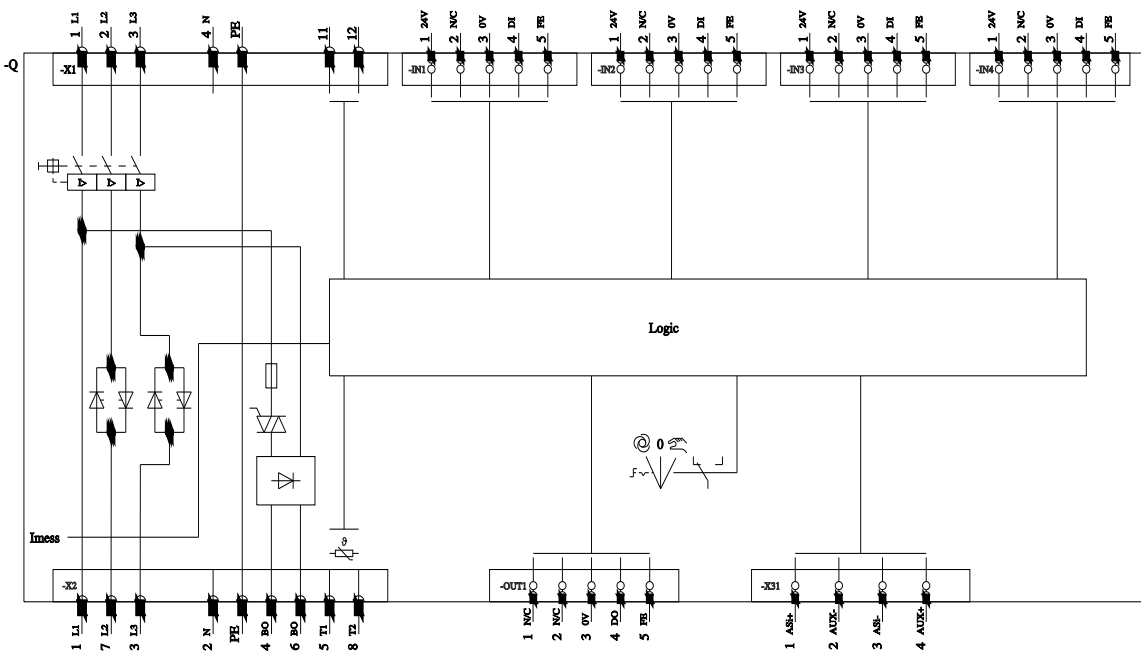 1 L1
2 L2
3 L3
4 N
PE
11
12
1 24V
2 N/C
3 0V
4 DI
5 FE
1 24V
2 N/C
3 0V
4 DI
5 FE
1 24V
2 N/C
3 0V
4 DI
5 FE
1 24V
2 N/C
3 0V
4 DI
5 FE
-Q
-X1
-IN1
-IN2
-IN3
-IN4
Logic
0
Imess
ϑ
-X2
-OUT1
-X31
1 L1
7 L2
3 L3
2 N
PE
4 BO
6 BO
5 T1
8 T2
1 N/C
2 N/C
3 0V
4 DO
5 FE
1 ASi+
2 AUX-
3 ASi-
4 AUX+